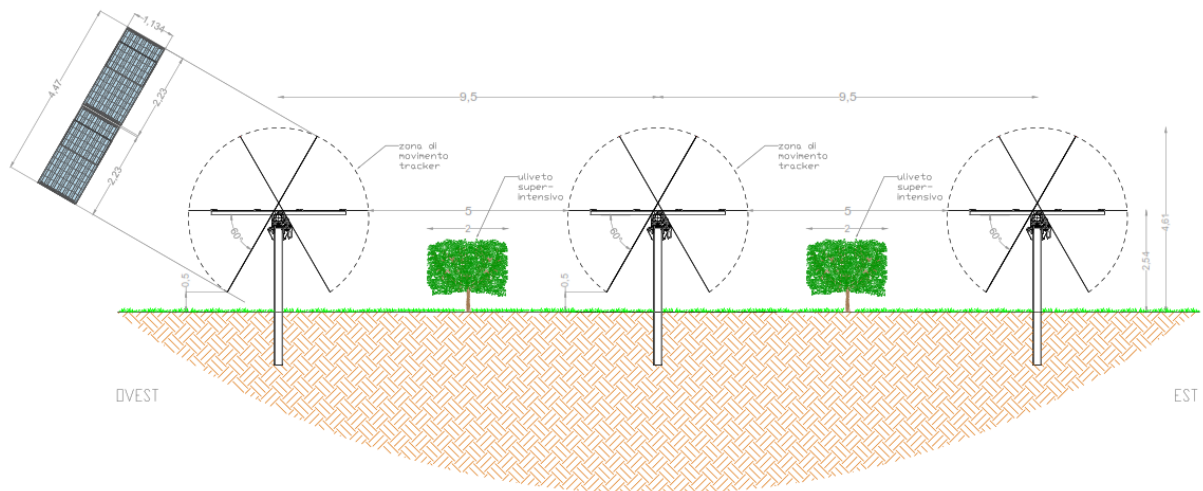 1,134
4,47
2,23
2,23
9,5
9,5
zona di
movimento
tracker
zona di
movimento
tracker
uliveto
super-
intensivo
uliveto
super-
intensivo
5
5
2
2
60°
60°
60°
0,5
0,5
2,54
4,61
OVEST
EST